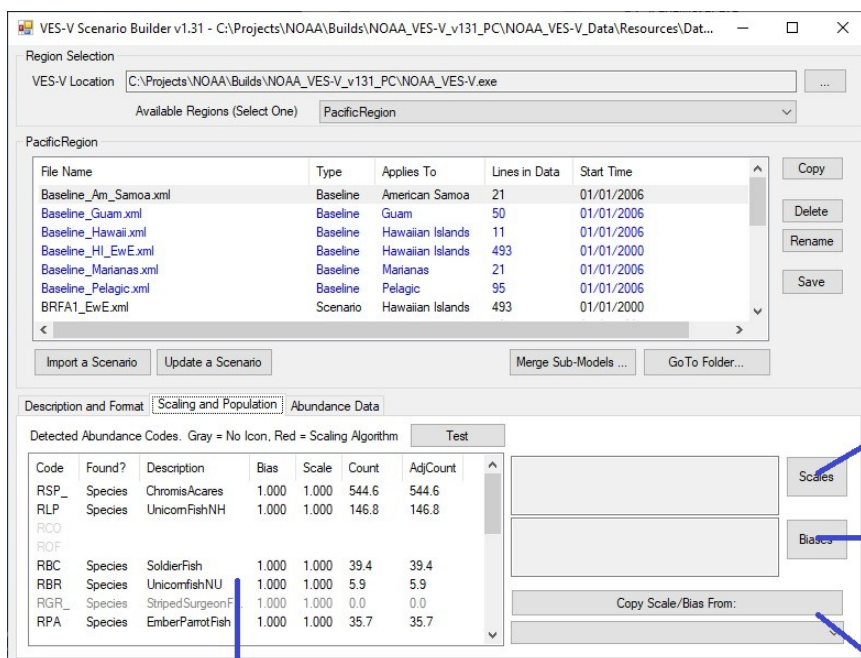 VES-V Scenario Builder v1.31 - C:\Projects\NOAA\Builds\NOAA_VES-V_v131_PC\NOAA_VES-V_Data\Resources\Dat...
Region Selection
VES-V Location C:\Projects\NOAA\Builds\NOAA_VES-V_v131_PC\NOAA_VES-V.exe ...
Available Regions (Select One) PacificRegion
PacificRegion
File Name Type Applies To Lines in Data Start Time Copy
Baseline_Am_Samoa.xml Baseline American Samoa 21 01/01/2006
Baseline_Guam.xml Baseline Guam 50 01/01/2006 Delete
Baseline_Hawaii.xml Baseline Hawaiian Islands 11 01/01/2006 Rename
Baseline_HI_EwE.xml Baseline Hawaiian Islands 493 01/01/2000
Baseline_Marianas.xml Baseline Marianas 21 01/01/2006
Baseline_Pelagic.xml Baseline Pelagic 95 01/01/2006 Save
BRFA1_EwE.xml Scenario Hawaiian Islands 493 01/01/2000
Import a Scenario Update a Scenario Merge Sub-Models ... GoTo Folder...
Description and Format Scaling and Population Abundance Data
Detected Abundance Codes. Gray = No Icon, Red = Scaling Algorithm Test
Code Found? Description Bias Scale Count AdjCount Scales
RSP_ Species ChromisAcares 1.000 1.000 544.6 544.6
RLP Species UnicornFishNH 1.000 1.000 146.8 146.8
RCO
ROF Biases
RBC Species SoldierFish 1.000 1.000 39.4 39.4
RBR Species UnicornfishNU 1.000 1.000 5.9 5.9
RGR_ Species StripedSurgeonF... 1.000 1.000 0.0 0.0 Copy Scale/Bias From:
RPA Species EmberParrotFish 1.000 1.000 35.7 35.7